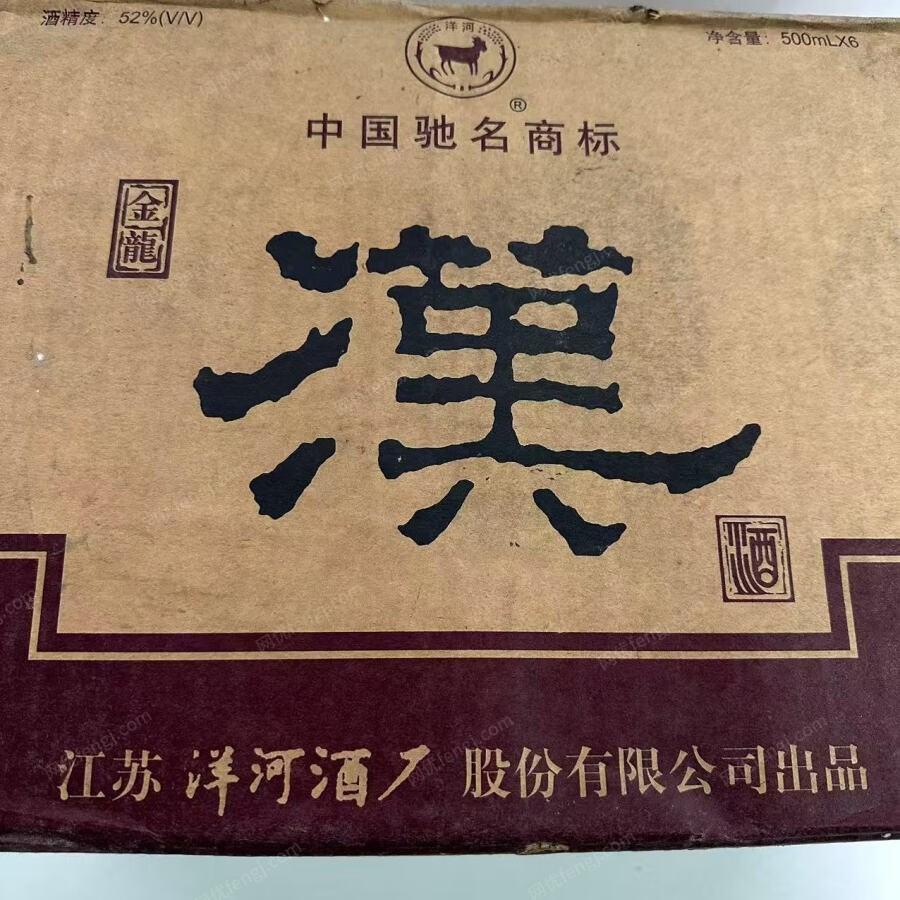 酒精度：52%(V/V)
洋河
净含量：500mLX6
®
中国驰名商标
金龍
漢
酒
江苏洋河酒厂股份有限公司出品